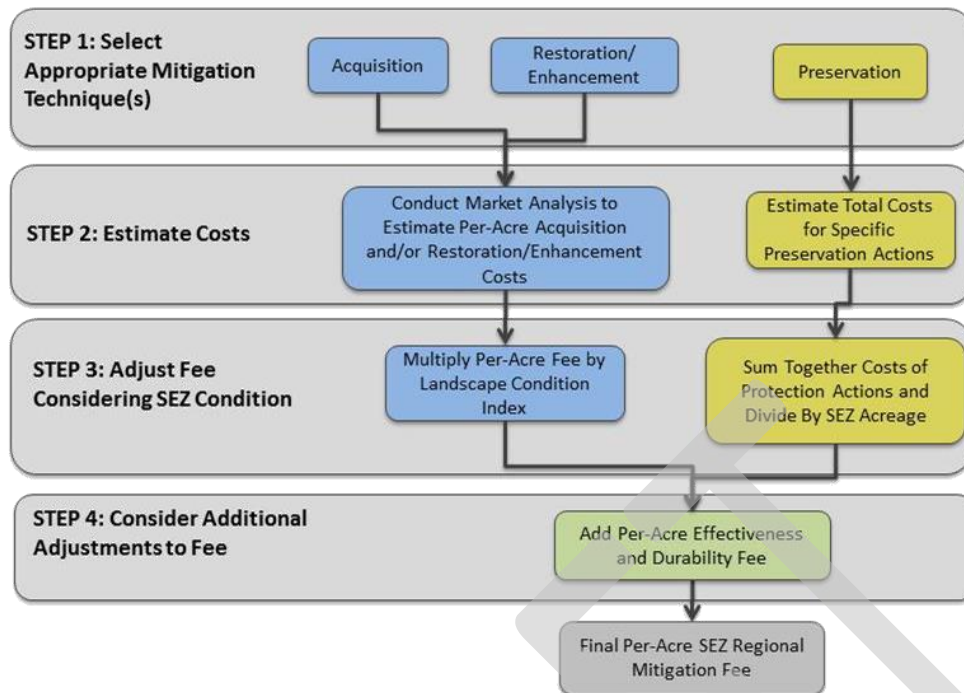 STEP 1: Select
Appropriate Mitigation
Technique(s)
Acquisition
Restoration/
Enhancement
Preservation
STEP 2: Estimate Costs
Conduct Market Analysis to
Estimate Per-Acre Acquisition
and/or Restoration/Enhancement
Costs
Estimate Total Costs
for Specific
Preservation Actions
STEP 3: Adjust Fee
Considering SEZ Condition
Multiply Per-Acre Fee by
Landscape Condition
Index
Sum Together Costs of
Protection Actions and
Divide By SEZ Acreage
STEP 4: Consider Additional
Adjustments to Fee
Add Per-Acre Effectiveness
and Durability Fee
Final Per-Acre SEZ Regional
Mitigation Fee